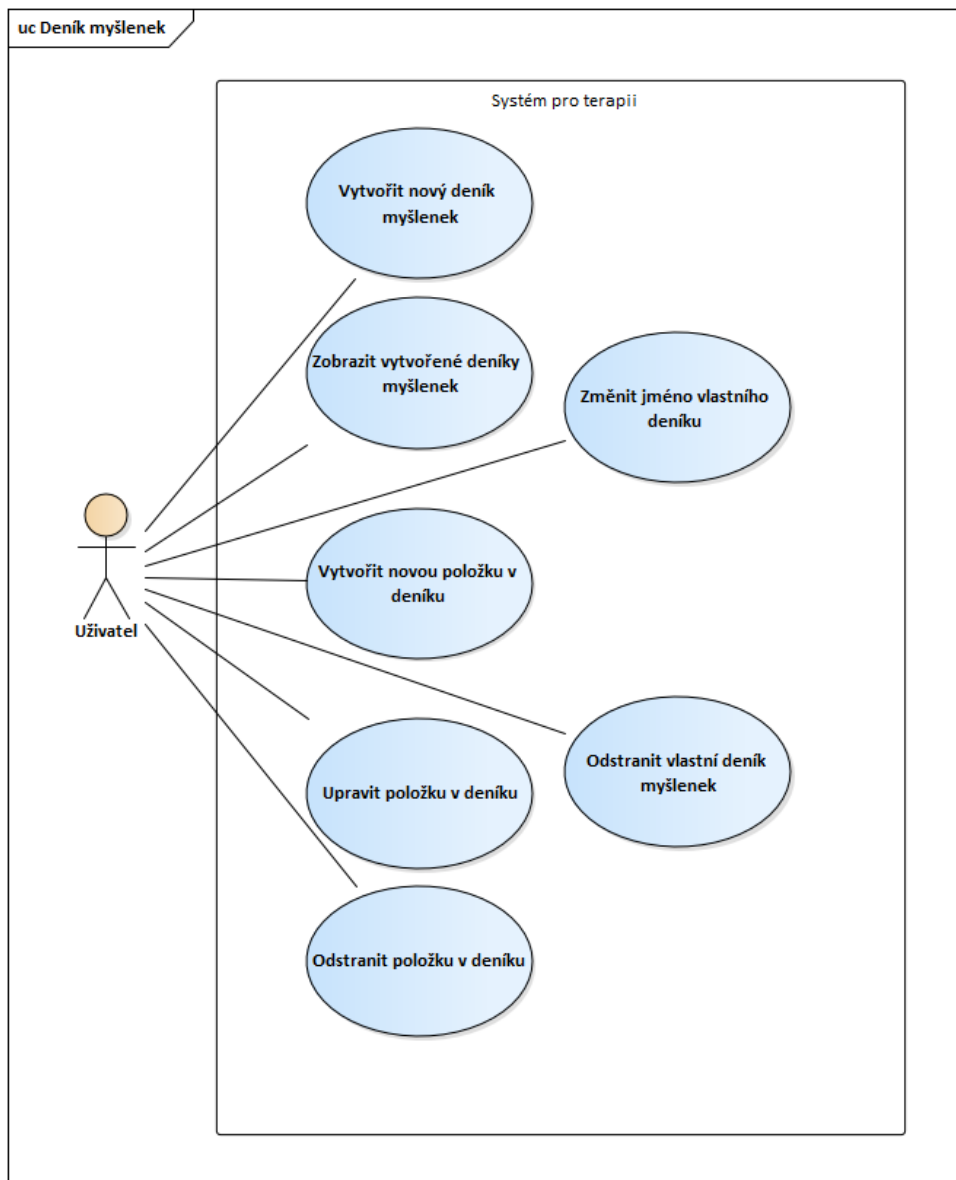 uc Deník myšlenek
Systém pro terapii
Vytvořit nový deník
myšlenek
Zobrazit vytvořené deníky
myšlenek
Změnit jméno vlastního
deníku
Vytvořit novou položku v
deníku
Uživatel
Odstranit vlastní deník
myšlenek
Upravit položku v deníku
Odstranit položku v deníku